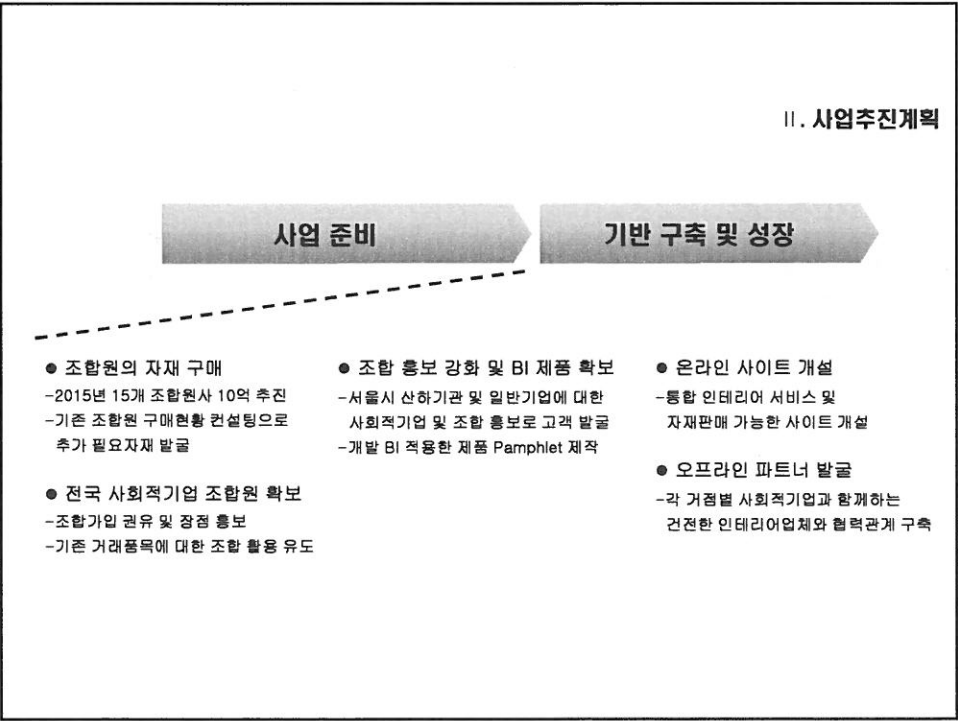 II. 사업추진계획
사업 준비
기반 구축 및 성장
● 조합원의 자재 구매
-2015년 15개 조합원사 10억 추진
-기존 조합원 구매현황 컨설팅으로
추가 필요자재 발굴
● 전국 사회적기업 조합원 확보
-조합가입 권유 및 장점 홍보
-기존 거래품목에 대한 조합 활용 유도
● 조합 홍보 강화 및 BI 제품 확보
-서울시 산하기관 및 일반기업에 대한
사회적기업 및 조합 홍보로 고객 발굴
-개발 BI 적용한 제품 Pamphlet 제작
● 온라인 사이트 개설
-통합 인테리어 서비스 및
자재판매 가능한 사이트 개설
● 오프라인 파트너 발굴
-각 거점별 사회적기업과 함께하는
건전한 인테리어업체와 협력관계 구축